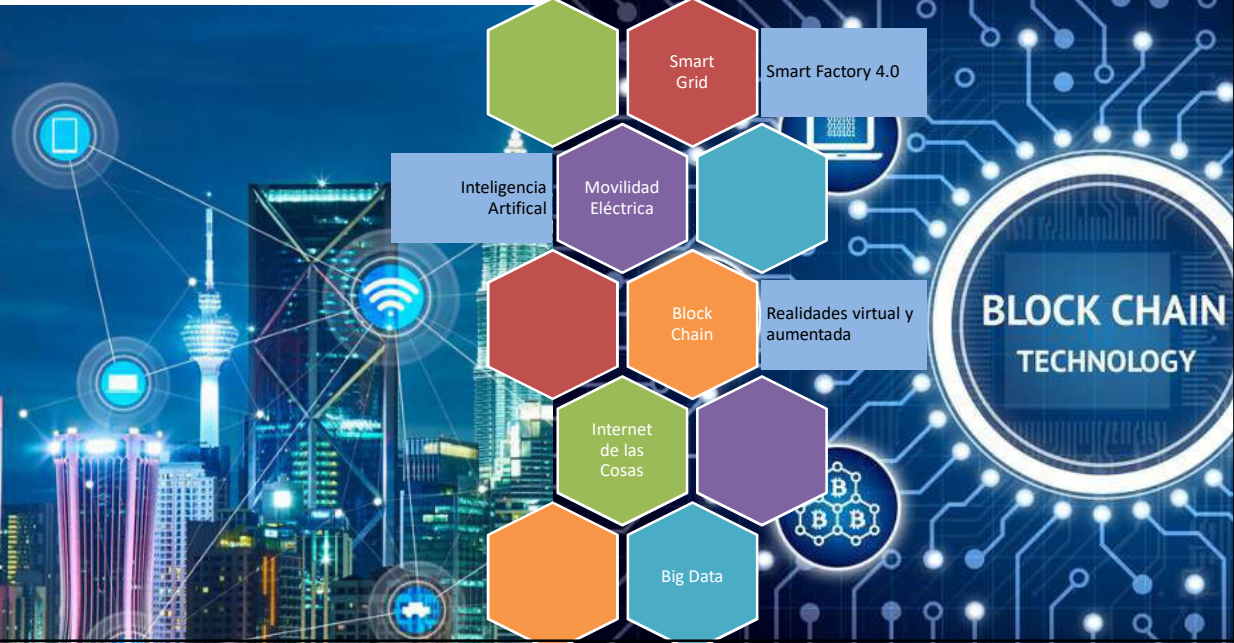 Smart
Grid
Smart Factory 4.0
Inteligencia
Artifical
Movilidad
Eléctrica
Block
Chain
Realidades virtual y
aumentada
BLOCK CHAIN
TECHNOLOGY
Internet
de las
Cosas
Big Data